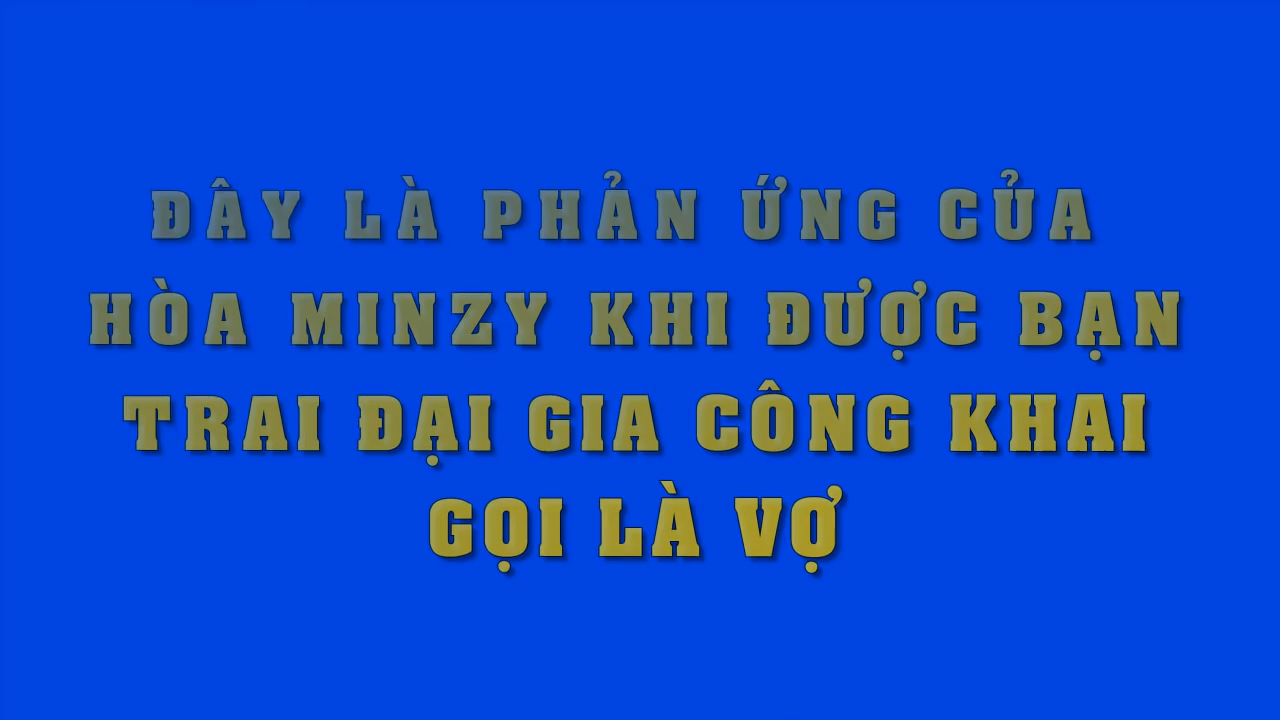 ĐÂY LÀ PHẢN ỨNG CỦA
HÒA MINZY KHI ĐƯỢC BẠN
TRAI ĐẠI GIA CÔNG KHAI
GỌI LÀ VỢ